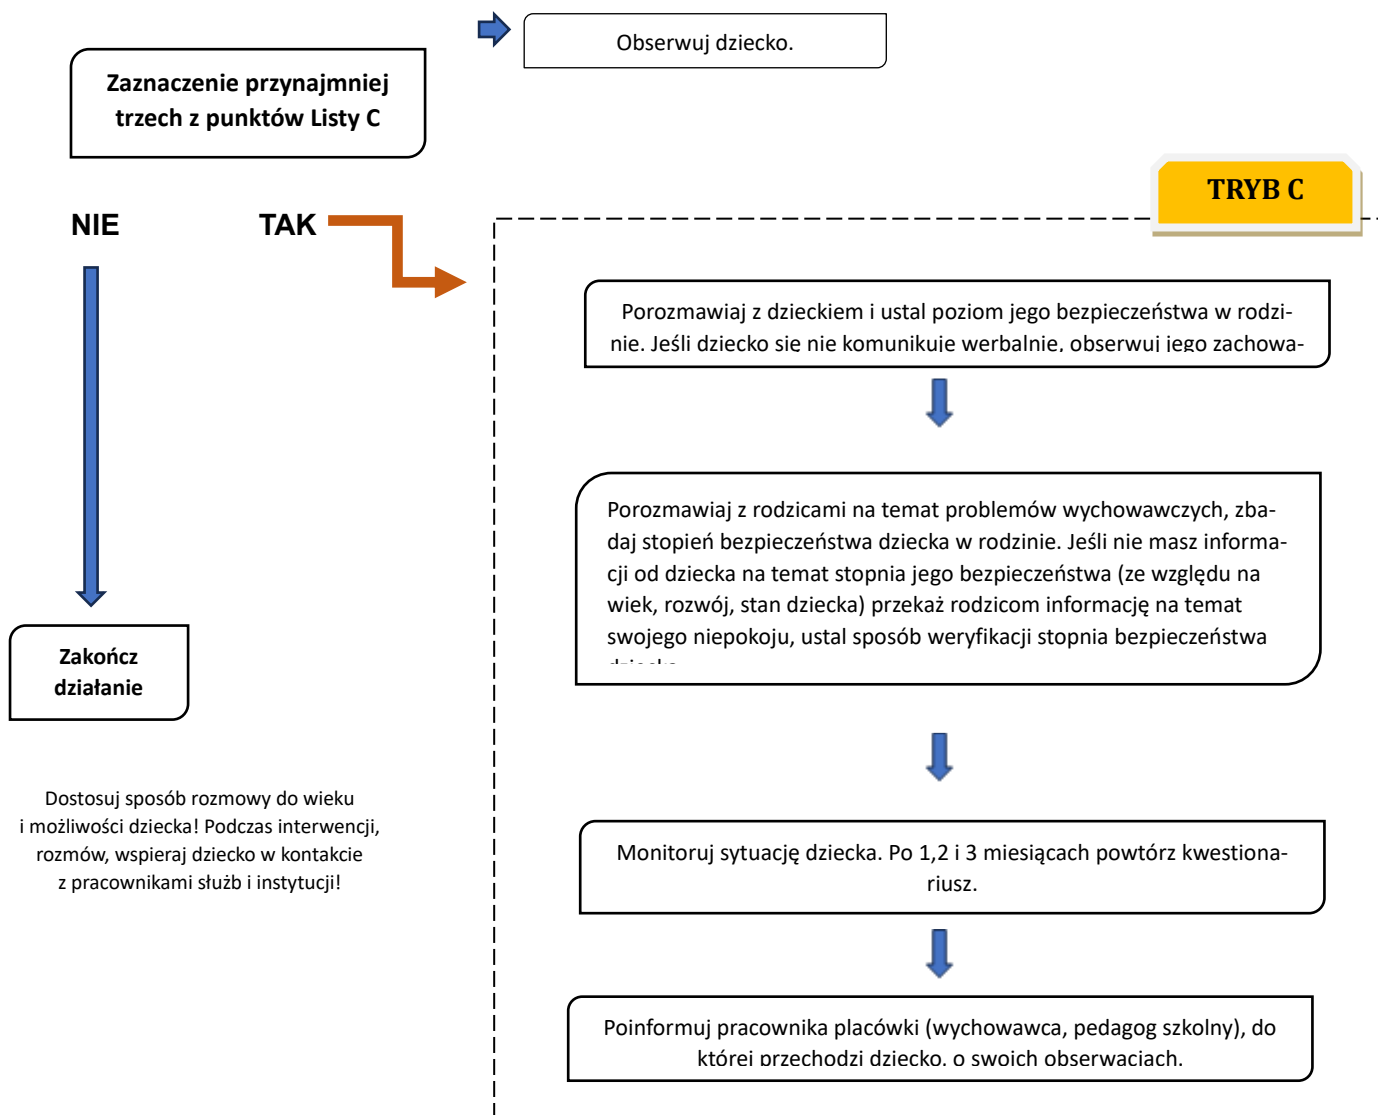 Obserwuj dziecko.
Zaznaczenie przynajmniej
trzech z punktów Listy C
TRYB C
NIE
TAK
Porozmawiaj z dzieckiem i ustal poziom jego bezpieczeństwa w rodzi-
nie. Jeśli dziecko się nie komunikuje werbalnie, obserwuj jego zachowa-
Porozmawiaj z rodzicami na temat problemów wychowawczych, zba-
daj stopień bezpieczeństwa dziecka w rodzinie. Jeśli nie masz informa-
cji od dziecka na temat stopnia jego bezpieczeństwa (ze względu na
wiek, rozwój, stan dziecka) przekaż rodzicom informację na temat
swojego niepokoju, ustal sposób weryfikacji stopnia bezpieczeństwa
Zakończ
działanie
Dostosuj sposób rozmowy do wieku
i możliwości dziecka! Podczas interwencji,
rozmów, wspieraj dziecko w kontakcie
z pracownikami służb i instytucji!
Monitoruj sytuację dziecka. Po 1,2 i 3 miesiącach powtórz kwestiona-
riusz.
Poinformuj pracownika placówki (wychowawca, pedagog szkolny), do
której przechodzi dziecko, o swoich obserwacjach.